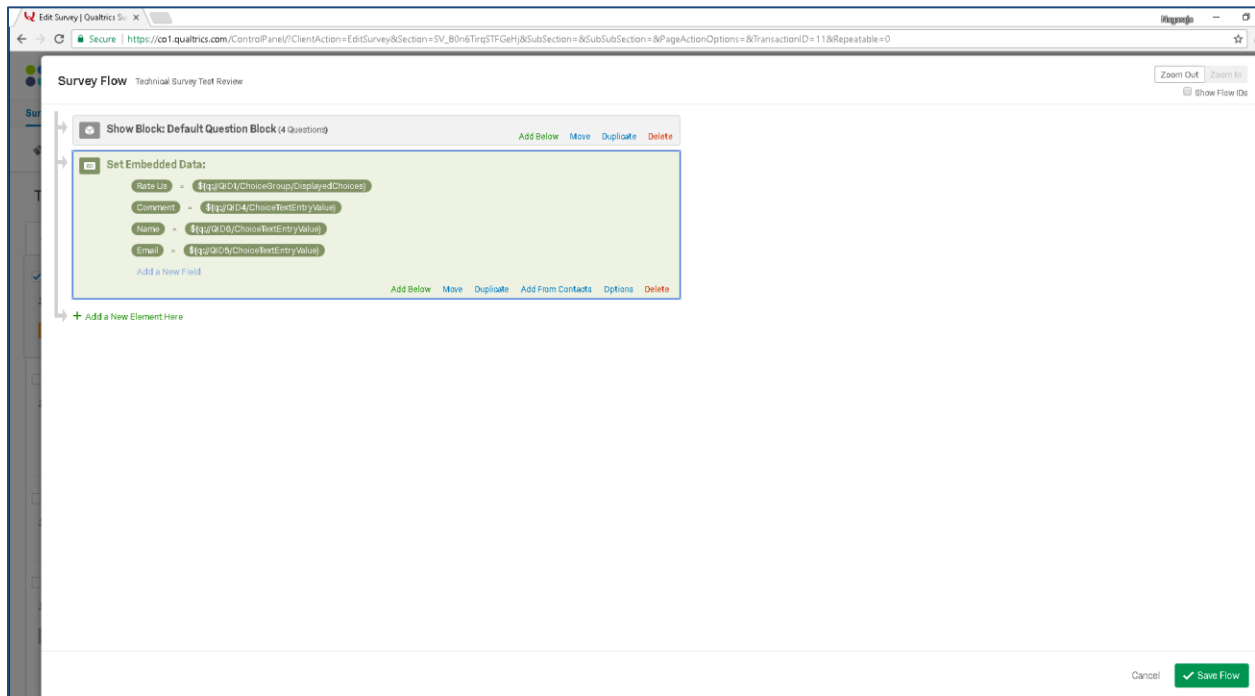 Edit Survey | Qualtrics Su
Secure | https://co1.qualtrics.com/ControlPanel/?ClientAction=EditSurvey&Section=SV_80n6TirqSTFGeHj&SubSection=&SubSubSection=&PageActionOptions=&TransactionID=11&Repeatable=0
Survey Flow Technical Survey Test Review
Zoom Out Zoom In
Show Flow IDs
Sur
Show Block: Default Question Block (4 Questions)
Add Below Move Duplicate Delete
Set Embedded Data:
Rate Us = ${q://QID1/ChoiceGroup/DisplayedChoices}
Comment = ${q://QID4/ChoiceTextEntryValue}
Name = ${q://QID6/ChoiceTextEntryValue}
Email = ${q://QID5/ChoiceTextEntryValue}
Add a New Field
Add Below Move Duplicate Add From Contacts Options Delete
+ Add a New Element Here
Cancel Save Flow